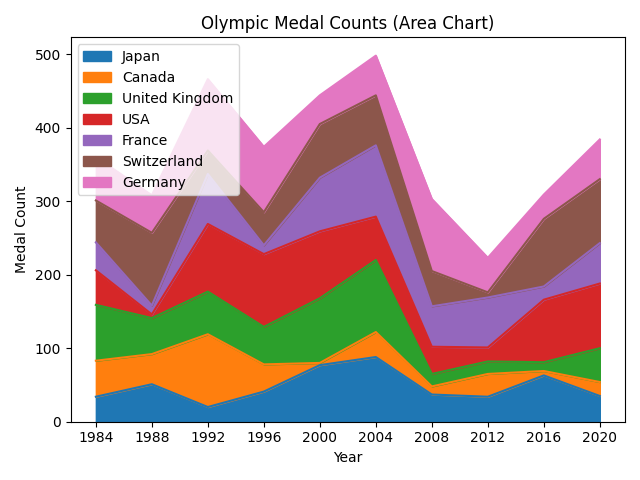 Olympic Medal Counts (Area Chart)
Medal Count
500
400
300
200
100
0
Japan
Canada
United Kingdom
USA
France
Switzerland
Germany
1984 1988 1992 1996 2000 2004 2008 2012 2016 2020
Year